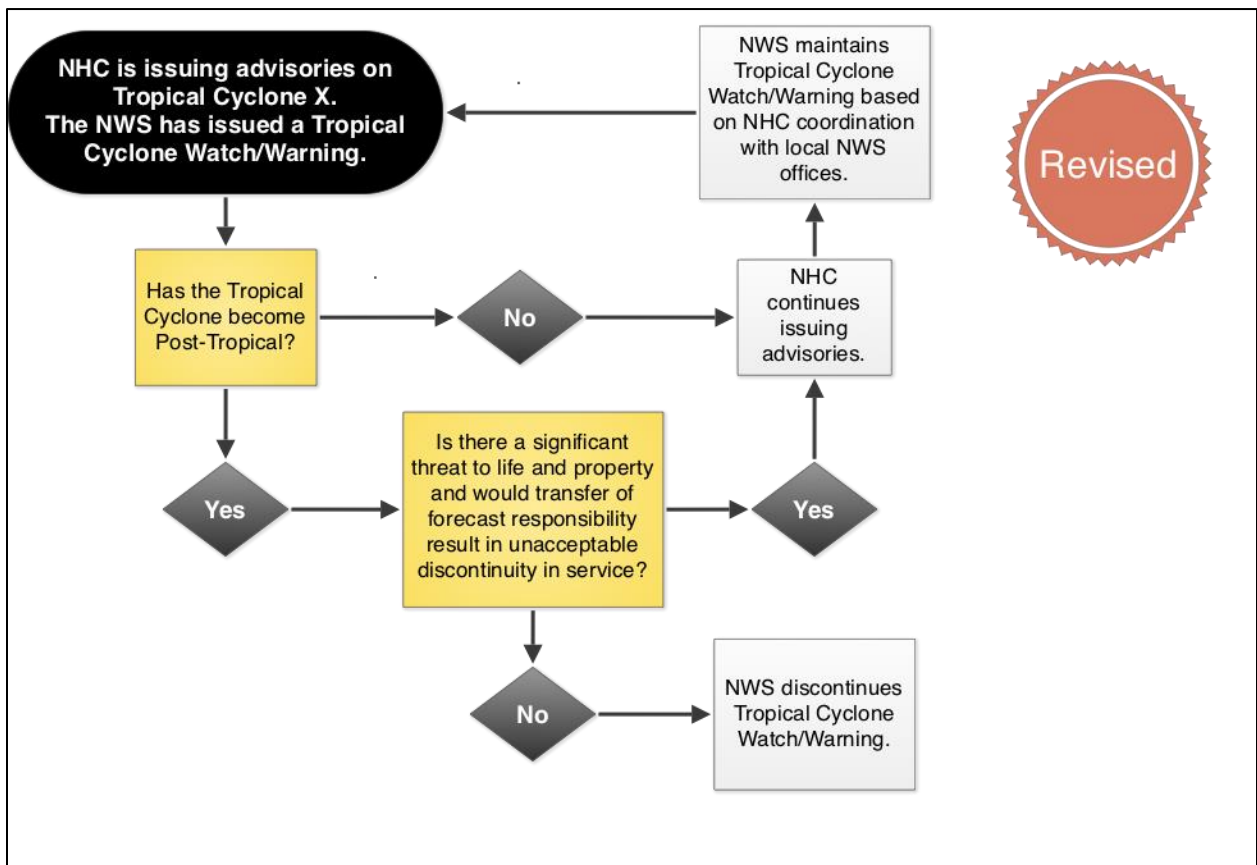 NHC is issuing advisories on
Tropical Cyclone X.
The NWS has issued a Tropical
Cyclone Watch/Warning.
NWS maintains
Tropical Cyclone
Watch/Warning based
on NHC coordination
with local NWS
offices.
Revised
Has the Tropical
Cyclone become
Post-Tropical?
No
NHC
continues
issuing
advisories.
Yes
Is there a significant
threat to life and property
and would transfer of
forecast responsibility
result in unacceptable
discontinuity in service?
Yes
No
NWS discontinues
Tropical Cyclone
Watch/Warning.